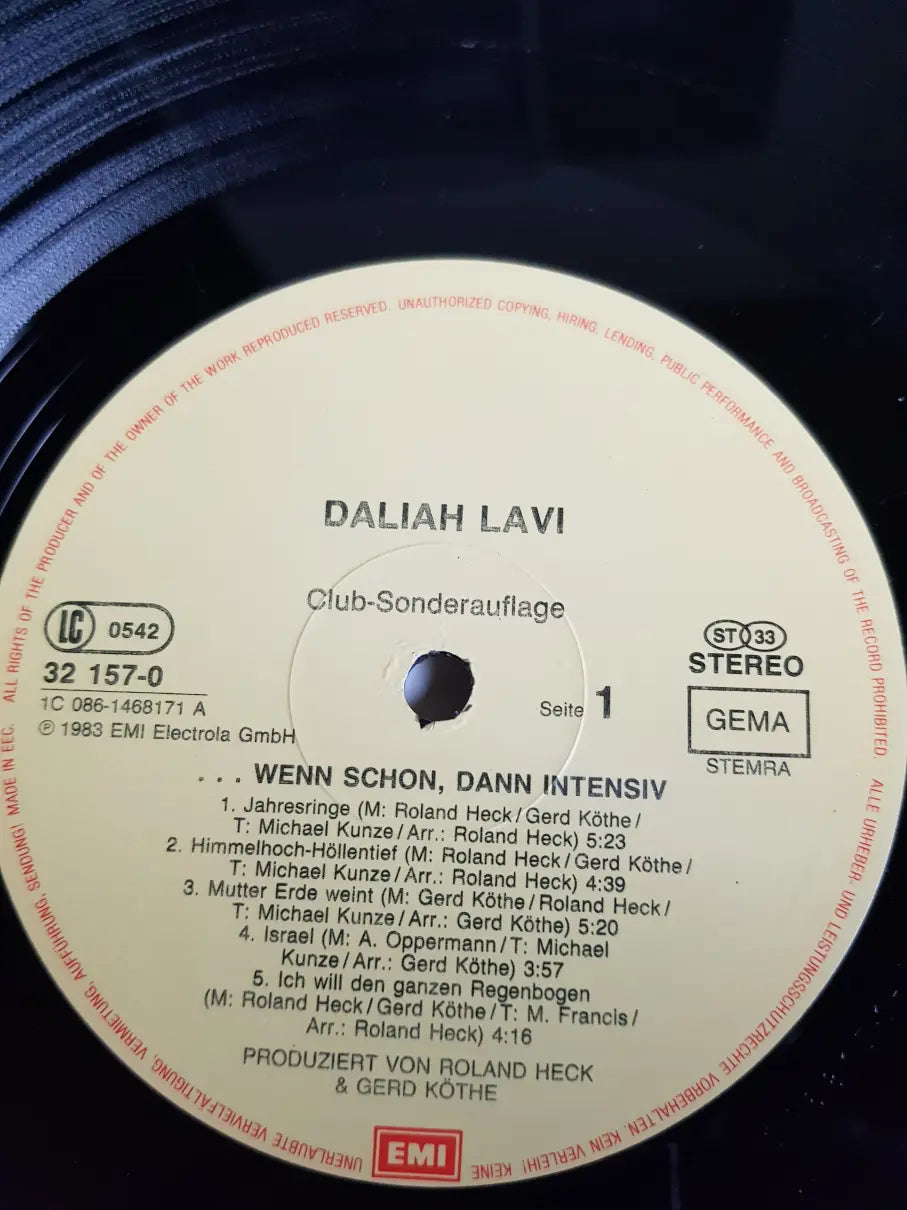 ALL RIGHTS OF THE PRODUCER AND OF THE OWNER OF THE WORK REPRODUCED RESERVED. UNAUTHORIZED COPYING, HIRING, LENDING, PUBLIC PERFORMANCE AND BROADCASTING OF THE RECORD PROHIBITED.
DALIAH LAVI
Club-Sonderauflage
LC 0542
32 157-0
1C 086-1468171 A
℗ 1983 EMI Electrola GmbH
Seite 1
ST 33
STEREO
GEMA
STEMRA
. . . WENN SCHON, DANN INTENSIV
1. Jahresringe (M: Roland Heck/Gerd Köthe/
T: Michael Kunze/Arr.: Roland Heck) 5:23
2. Himmelhoch-Höllentief (M: Roland Heck/Gerd Köthe/
T: Michael Kunze/Arr.: Roland Heck) 4:39
3. Mutter Erde weint (M: Gerd Köthe/Roland Heck/
T: Michael Kunze/Arr.: Gerd Köthe) 5:20
4. Israel (M: A. Oppermann/T: Michael
Kunze/Arr.: Gerd Köthe) 3:57
5. Ich will den ganzen Regenbogen
(M: Roland Heck/Gerd Köthe/T: M. Francis/
Arr.: Roland Heck) 4:16
PRODUZIERT VON ROLAND HECK
& GERD KÖTHE
EMI
ALLE URHEBER- UND LEISTUNGSSCHUTZRECHTE VORBEHALTEN. KEIN VERLEIH! KEINE UNERLAUBTE VERVIELFÄLTIGUNG, VERMIETUNG, AUFFÜHRUNG, SENDUNG! MADE IN EEC.